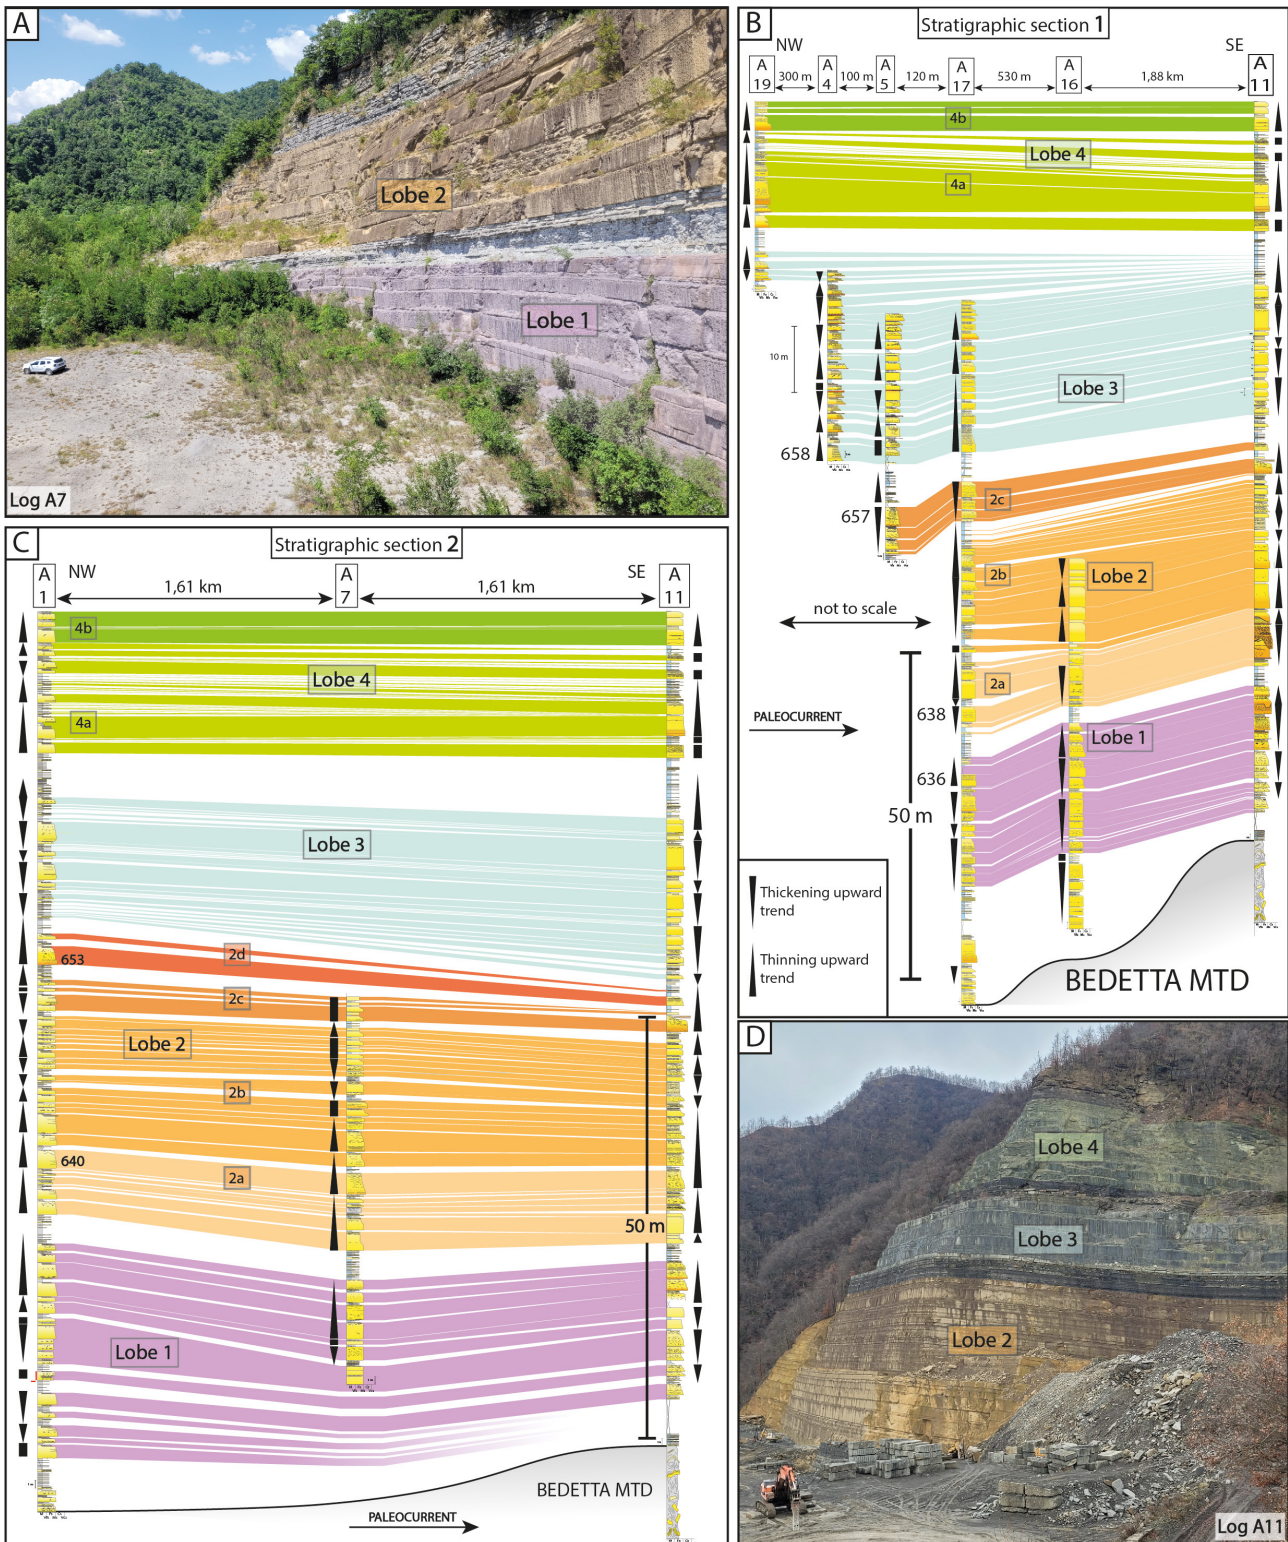 A
Lobe 2
Lobe 1
Log A7
B
Stratigraphic section 1
NW
SE
A 19
300 m
A 4
100 m
A 5
120 m
A 17
530 m
A 16
1,88 km
A 11
4b
Lobe 4
4a
10 m
Lobe 3
658
2c
657
2b
Lobe 2
not to scale
2a
638
PALEOCURRENT
Lobe 1
636
50 m
Thickening upward
trend
Thinning upward
trend
BEDETTA MTD
C
Stratigraphic section 2
A 1
NW
1,61 km
A 7
1,61 km
SE
A 11
4b
Lobe 4
4a
Lobe 3
2d
653
2c
Lobe 2
2b
640
2a
50 m
Lobe 1
BEDETTA MTD
PALEOCURRENT
D
Lobe 4
Lobe 3
Lobe 2
Log A11